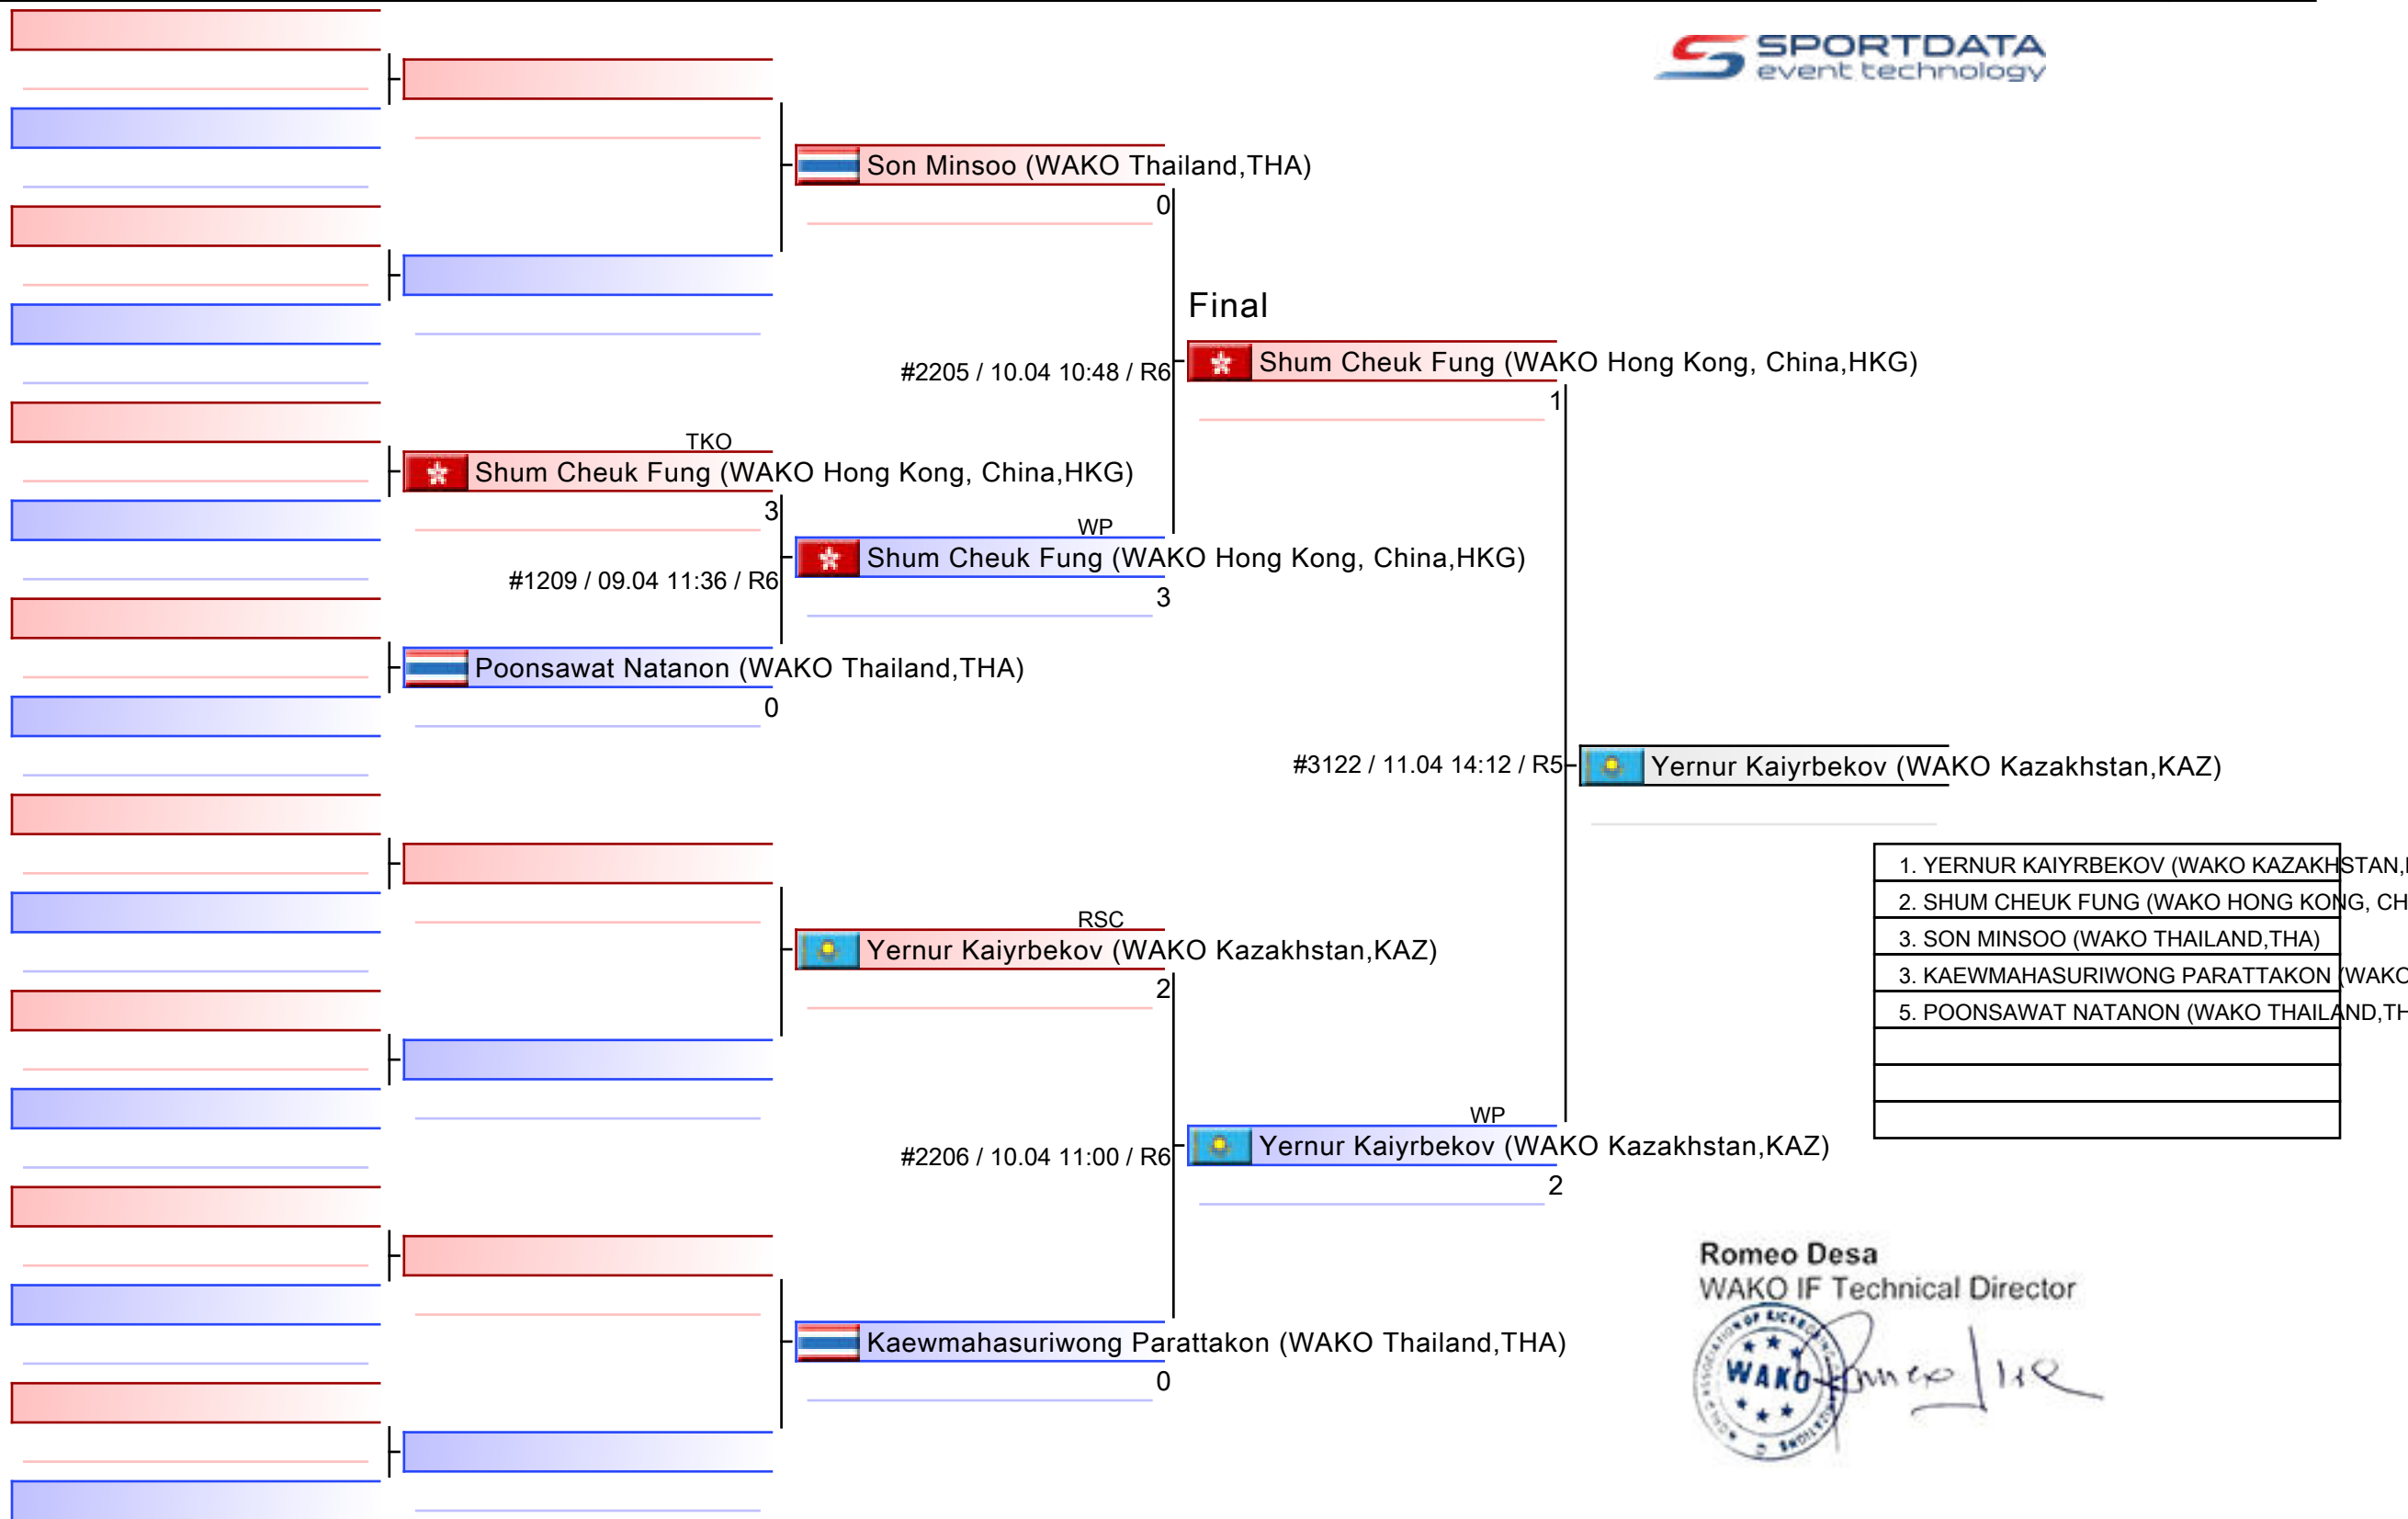 SPORTDATA
event technology
Son Minsoo (WAKO Thailand,THA)
0
Final
#2205 / 10.04 10:48 / R6
Shum Cheuk Fung (WAKO Hong Kong, China,HKG)
1
TKO
Shum Cheuk Fung (WAKO Hong Kong, China,HKG)
3
WP
Shum Cheuk Fung (WAKO Hong Kong, China,HKG)
#1209 / 09.04 11:36 / R6
3
Poonsawat Natanon (WAKO Thailand,THA)
0
#3122 / 11.04 14:12 / R5
Yernur Kaiyrbekov (WAKO Kazakhstan,KAZ)
1. YERNUR KAIYRBEKOV (WAKO KAZAKHSTAN,
2. SHUM CHEUK FUNG (WAKO HONG KONG, CH
3. SON MINSOO (WAKO THAILAND,THA)
3. KAEWMAHASURIWONG PARATTAKON (WAKO
5. POONSAWAT NATANON (WAKO THAILAND,TH
RSC
Yernur Kaiyrbekov (WAKO Kazakhstan,KAZ)
2
WP
Yernur Kaiyrbekov (WAKO Kazakhstan,KAZ)
#2206 / 10.04 11:00 / R6
2
Kaewmahasuriwong Parattakon (WAKO Thailand,THA)
0
Romeo Desa
WAKO IF Technical Director
WAKO